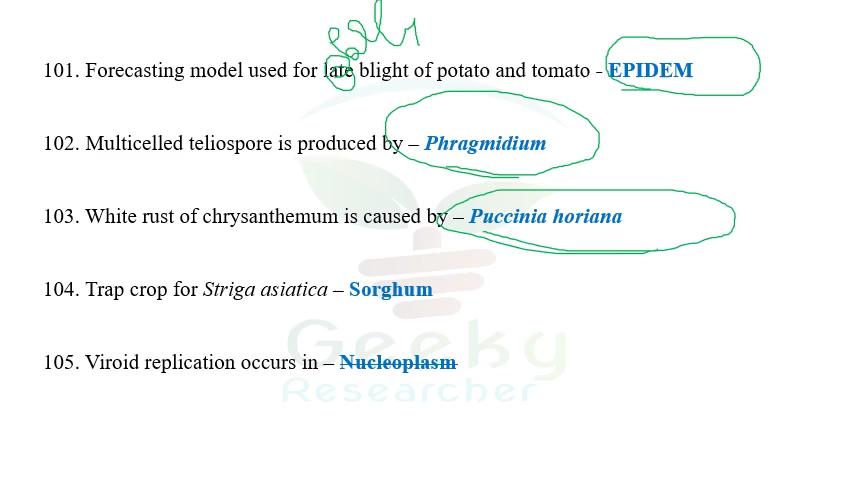 early
101. Forecasting model used for late blight of potato and tomato - EPIDEM
102. Multicelled teliospore is produced by – Phragmidium
103. White rust of chrysanthemum is caused by – Puccinia horiana
104. Trap crop for Striga asiatica – Sorghum
105. Viroid replication occurs in – Nucleoplasm
Geeky
Researcher